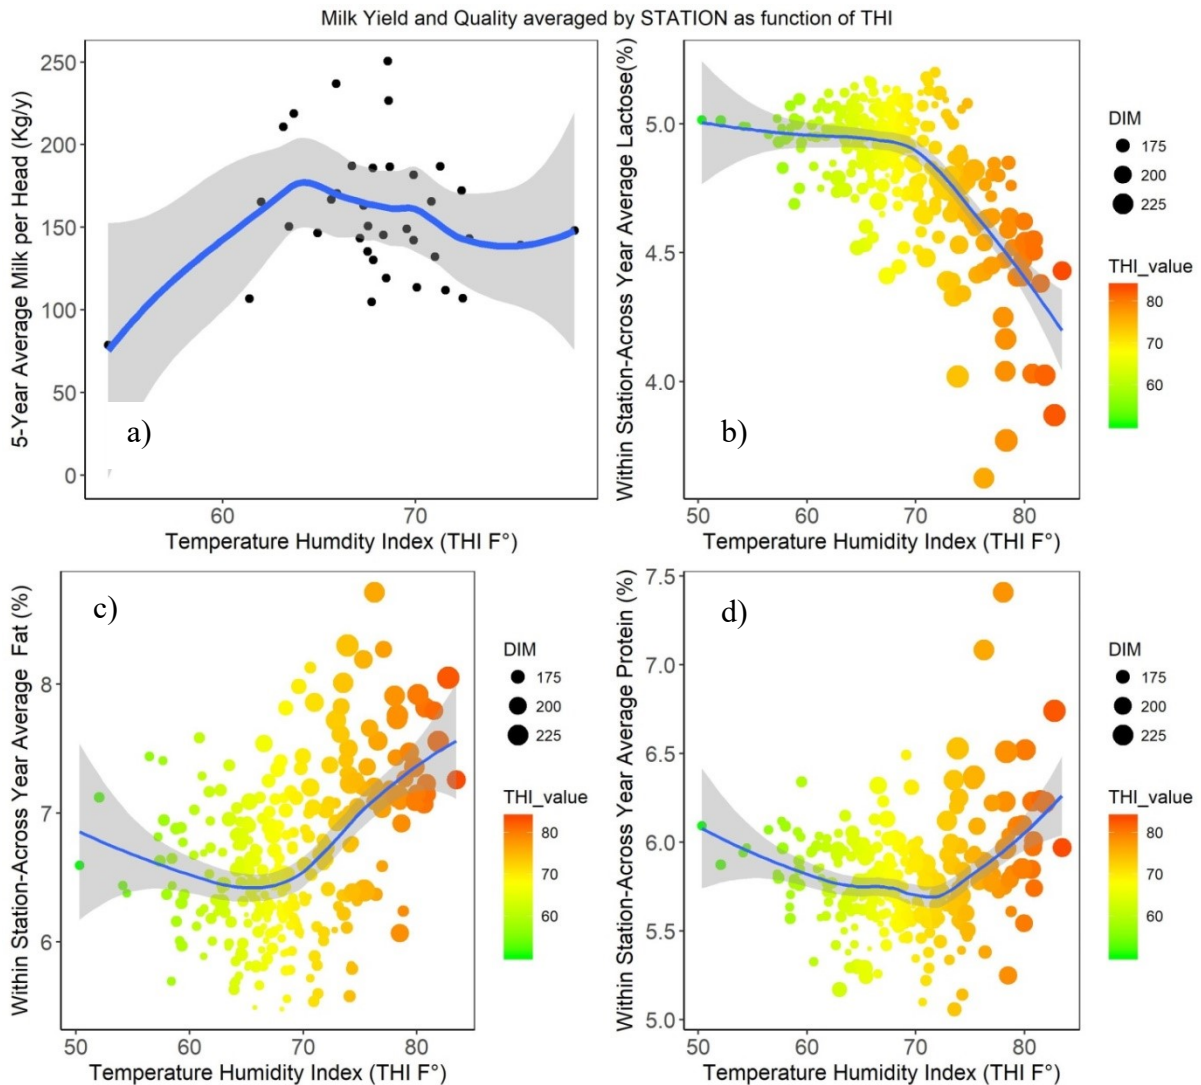 Milk Yield and Quality averaged by STATION as function of THI
5-Year Average Milk per Head (Kg/y)
250
200
150
100
50
0
a)
60
70
Temperature Humdity Index (THI F°)
Within Station-Across Year Average Lactose(%)
5.0
4.5
4.0
b)
50
60
70
80
Temperature Humidity Index (THI F°)
DIM
175
200
225
THI_value
80
70
60
Within Station-Across Year Average Fat (%)
8
7
6
c)
50
60
70
80
Temperature Humidity Index (THI F°)
DIM
175
200
225
THI_value
80
70
60
Within Station-Across Year Average Protein (%)
7.5
7.0
6.5
6.0
5.5
5.0
d)
50
60
70
80
Temperature Humidity Index (THI F°)
DIM
175
200
225
THI_value
80
70
60